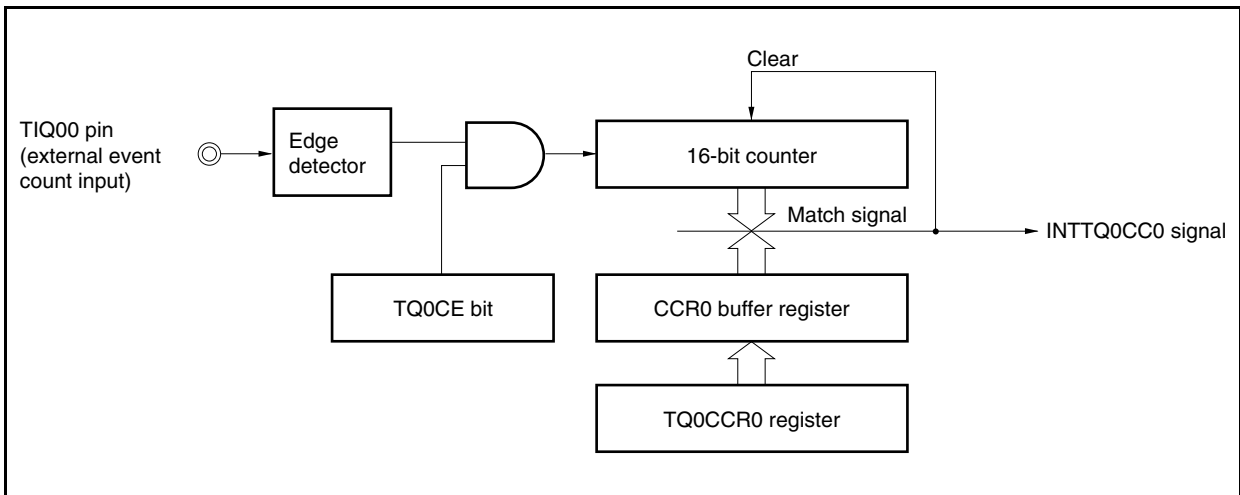 Clear
TIQ00 pin
(external event
count input)
Edge
detector
16-bit counter
Match signal
INTTQ0CC0 signal
TQ0CE bit
CCR0 buffer register
TQ0CCR0 register